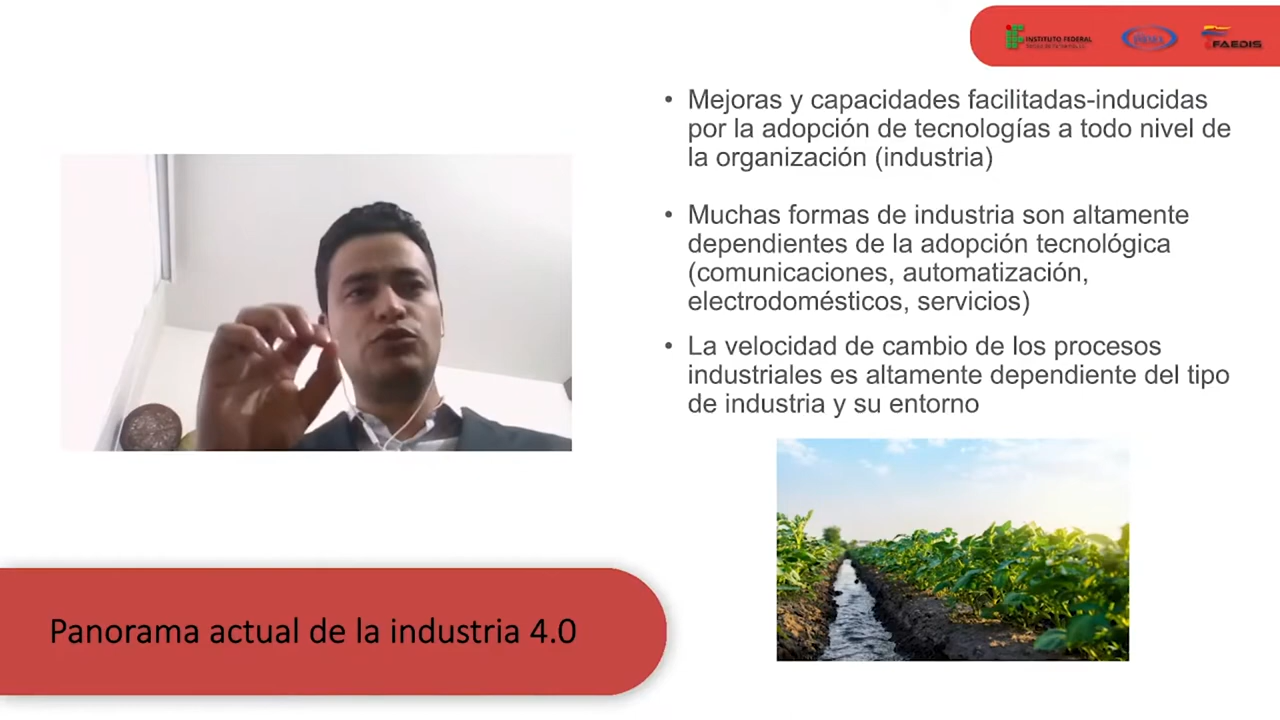 INSTITUTO FEDERAL
FAEDIS
• Mejoras y capacidades facilitadas-inducidas
por la adopción de tecnologías a todo nivel de
la organización (industria)
• Muchas formas de industria son altamente
dependientes de la adopción tecnológica
(comunicaciones, automatización,
electrodomésticos, servicios)
• La velocidad de cambio de los procesos
industriales es altamente dependiente del tipo
de industria y su entorno
Panorama actual de la industria 4.0